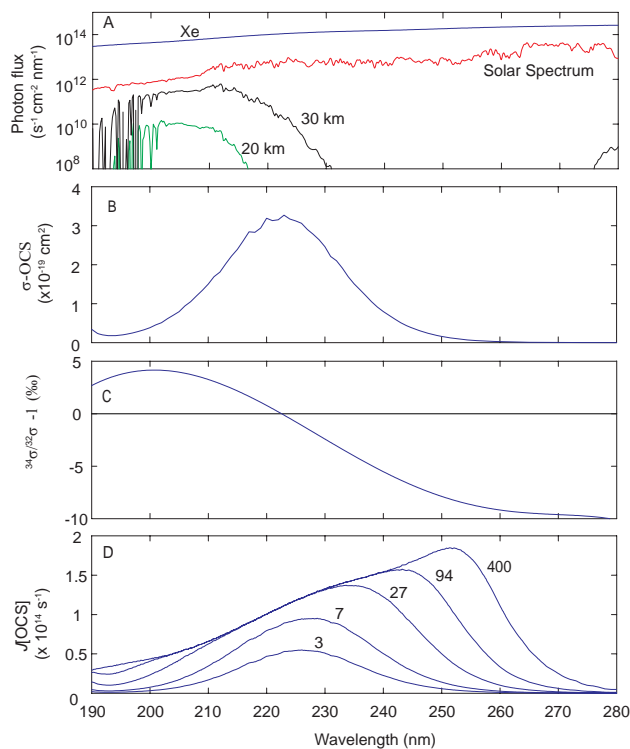 A
Xe
Solar Spectrum
30 km
20 km
Photon flux
(s⁻¹ cm⁻² nm⁻¹)
10¹⁴
10¹²
10¹⁰
10⁸
B
σ-OCS
(x10⁻¹⁹ cm²)
4
3
2
1
0
C
³⁴σ/³²σ -1 (‰)
5
0
-5
-10
D
400
94
27
7
3
J[OCS]
(x 10¹⁴ s⁻¹)
2
1.5
1
0.5
0
190 200 210 220 230 240 250 260 270 280
Wavelength (nm)